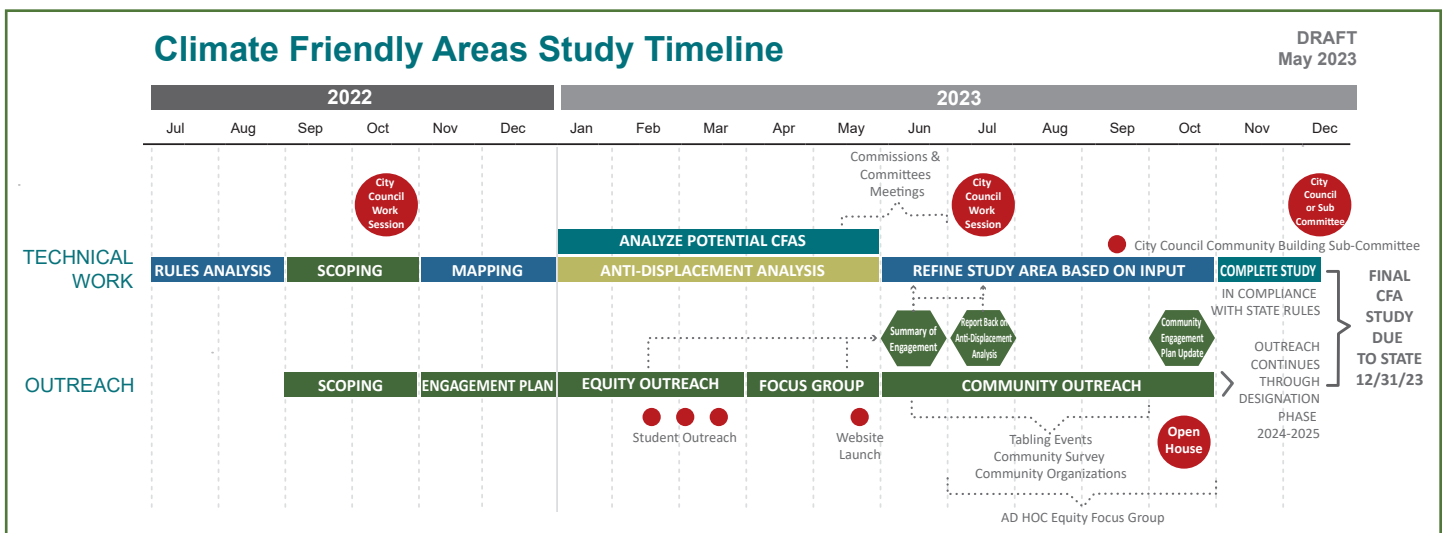 Climate Friendly Areas Study Timeline
DRAFT
May 2023
2022
2023
Jul Aug Sep Oct Nov Dec Jan Feb Mar Apr May Jun Jul Aug Sep Oct Nov Dec
Commissions &
Committees
Meetings
City
Council
Work
Session
City
Council
Work
Session
City
Council
or Sub
Committee
City Council Community Building Sub-Committee
TECHNICAL
WORK
ANALYZE POTENTIAL CFAS
RULES ANALYSIS
SCOPING
MAPPING
ANTI-DISPLACEMENT ANALYSIS
REFINE STUDY AREA BASED ON INPUT
COMPLETE STUDY
IN COMPLIANCE
WITH STATE RULES
FINAL
CFA
STUDY
DUE
TO STATE
12/31/23
Summary of
Engagement
Report Back on
Anti-Displacement
Analysis
Community
Engagement
Plan Update
OUTREACH
SCOPING
ENGAGEMENT PLAN
EQUITY OUTREACH
FOCUS GROUP
COMMUNITY OUTREACH
OUTREACH
CONTINUES
THROUGH
DESIGNATION
PHASE
2024-2025
Student Outreach
Website
Launch
Tabling Events
Community Survey
Community Organizations
Open
House
AD HOC Equity Focus Group